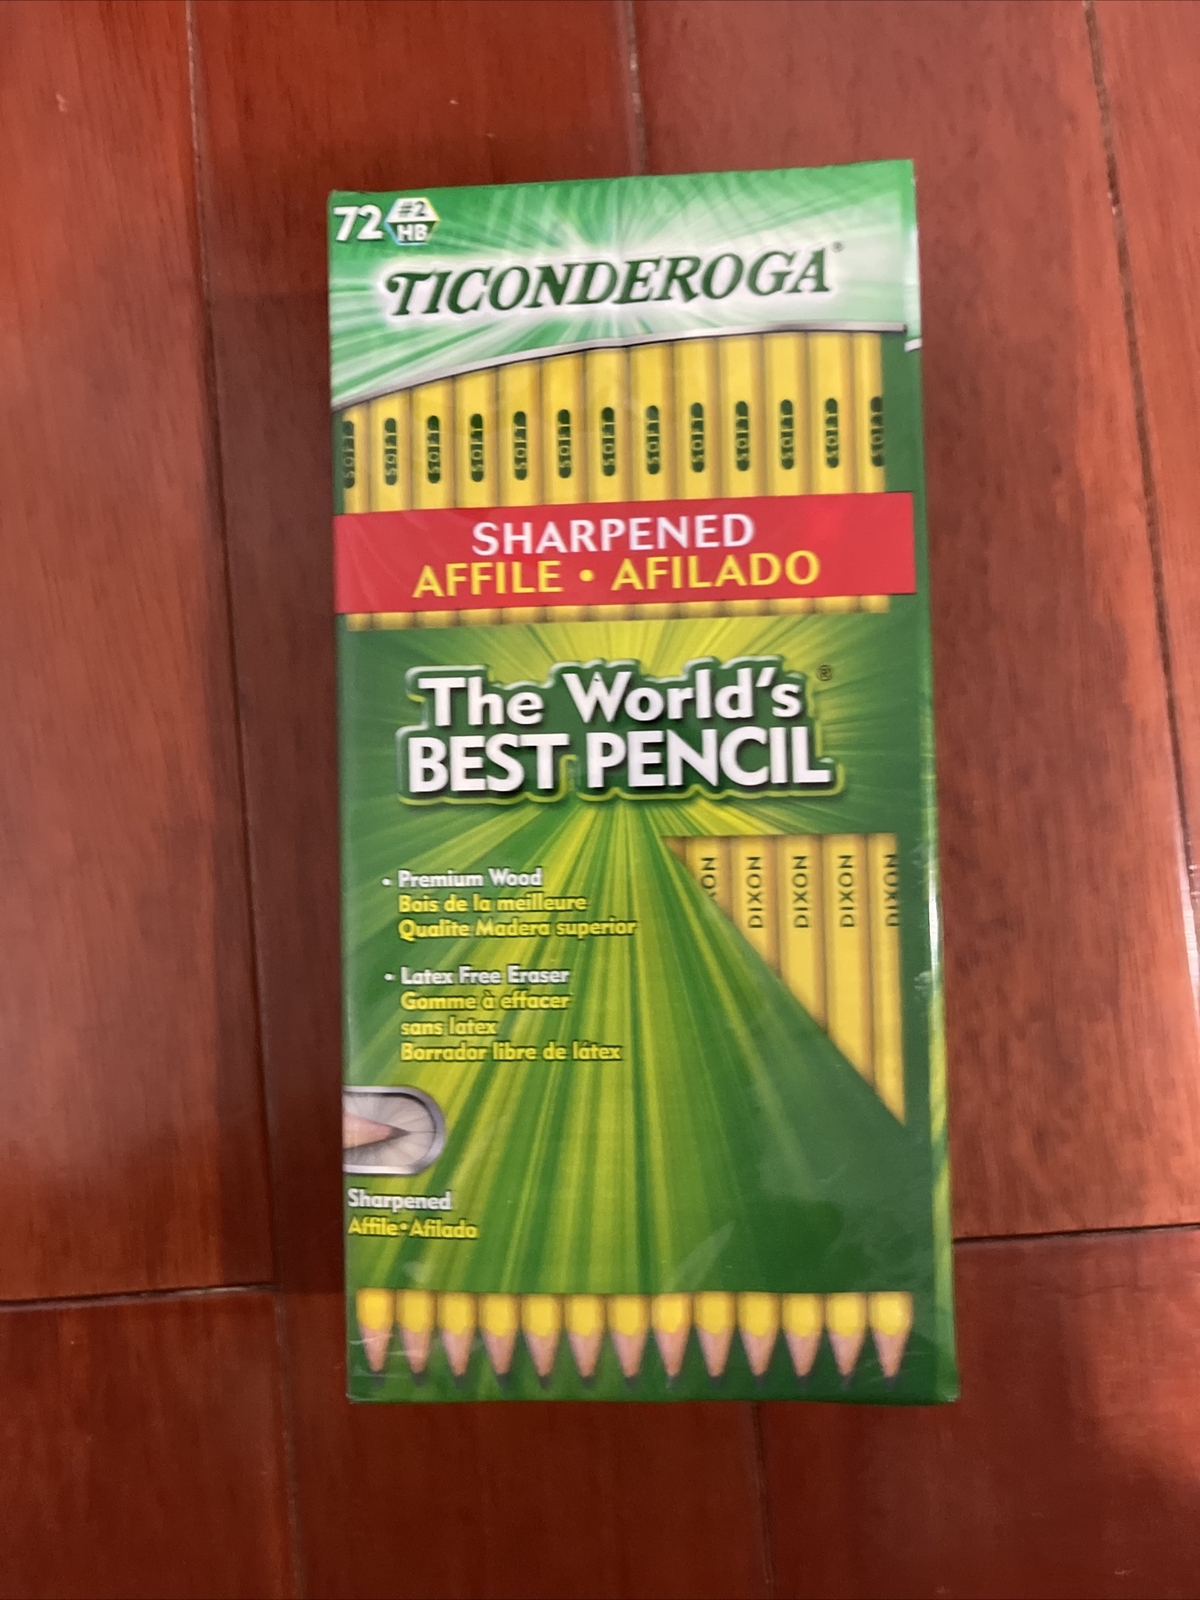 72 #2
HB
TICONDEROGA®
SHARPENED
AFFILE • AFILADO
The World's®
BEST PENCIL
• Premium Wood
Bois de la meilleure
Qualite Madera superior
• Latex Free Eraser
Gomme à effacer
sans latex
Borrador libre de látex
DIXON DIXON DIXON DIXON
Sharpened
Affile•Afilado